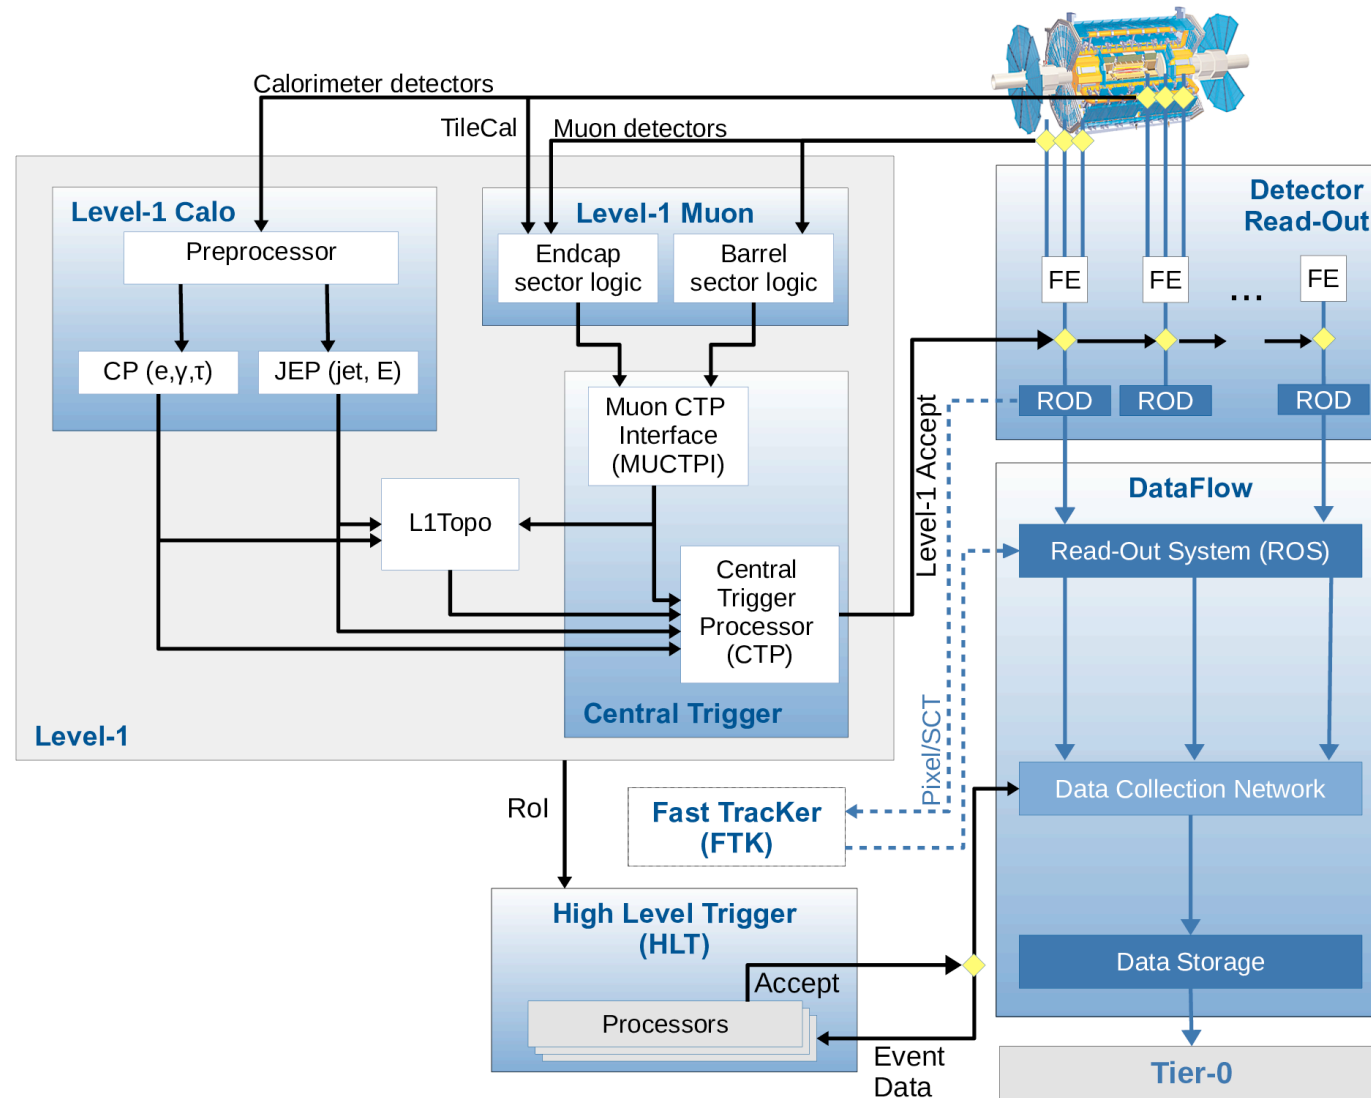 Calorimeter detectors
TileCal
Muon detectors
Level-1 Calo
Preprocessor
CP (e,γ,τ)
JEP (jet, E)
Level-1 Muon
Endcap
sector logic
Barrel
sector logic
Muon CTP
Interface
(MUCTPI)
L1Topo
Central
Trigger
Processor
(CTP)
Central Trigger
Level-1
Level-1 Accept
Detector
Read-Out
FE
FE
...
FE
ROD
ROD
ROD
DataFlow
Read-Out System (ROS)
Pixel/SCT
Data Collection Network
RoI
Fast TracKer
(FTK)
High Level Trigger
(HLT)
Accept
Processors
Event
Data
Data Storage
Tier-0